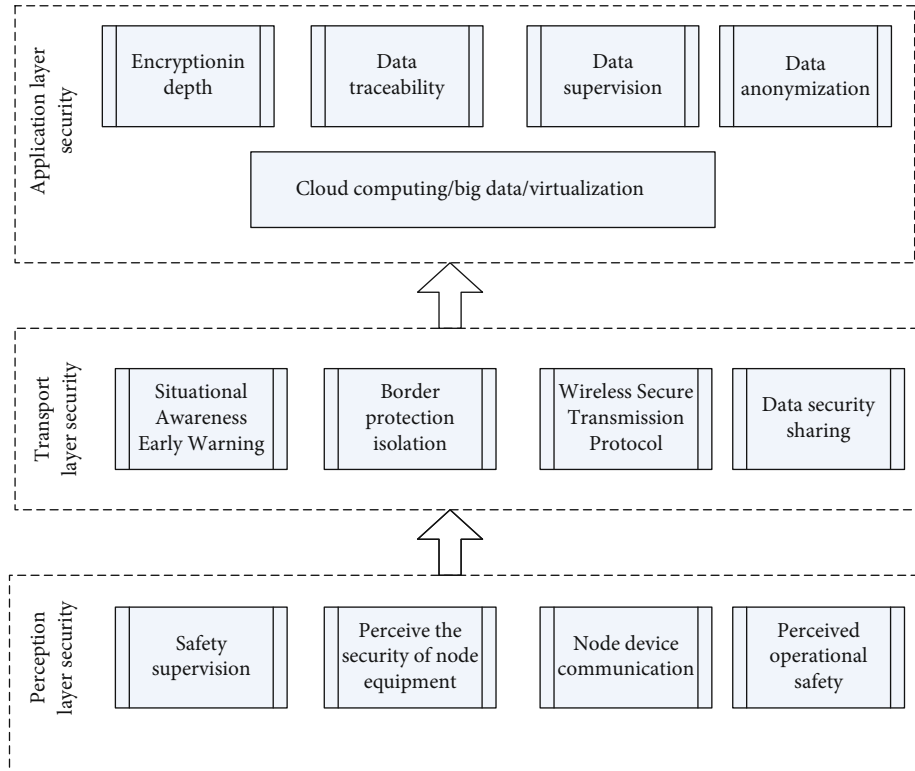 Application layer
security
Encryptionin
depth
Data
traceability
Data
supervision
Data
anonymization
Cloud computing/big data/virtualization
Transport
layer security
Situational
Awareness
Early Warning
Border
protection
isolation
Wireless Secure
Transmission
Protocol
Data security
sharing
Perception
layer security
Safety
supervision
Perceive the
security of node
equipment
Node device
communication
Perceived
operational
safety